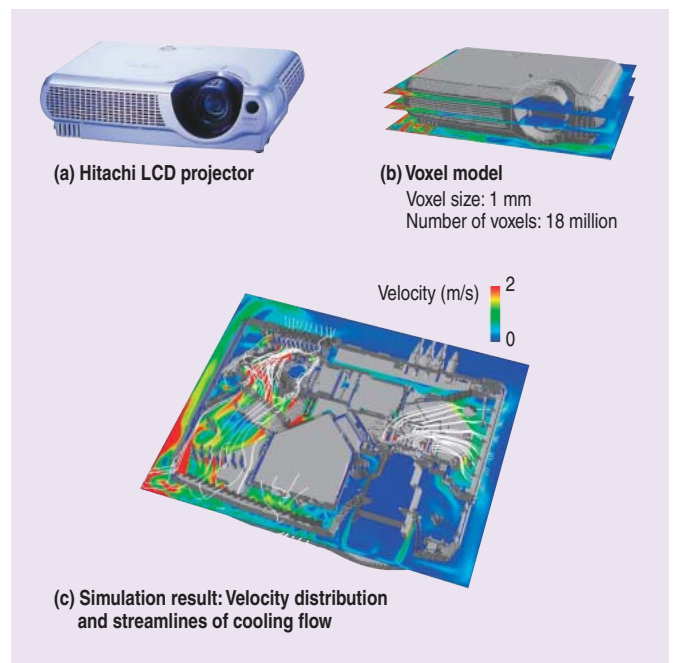 (a) Hitachi LCD projector
(b) Voxel model
Voxel size: 1 mm
Number of voxels: 18 million
Velocity (m/s)
2
0
(c) Simulation result: Velocity distribution
and streamlines of cooling flow